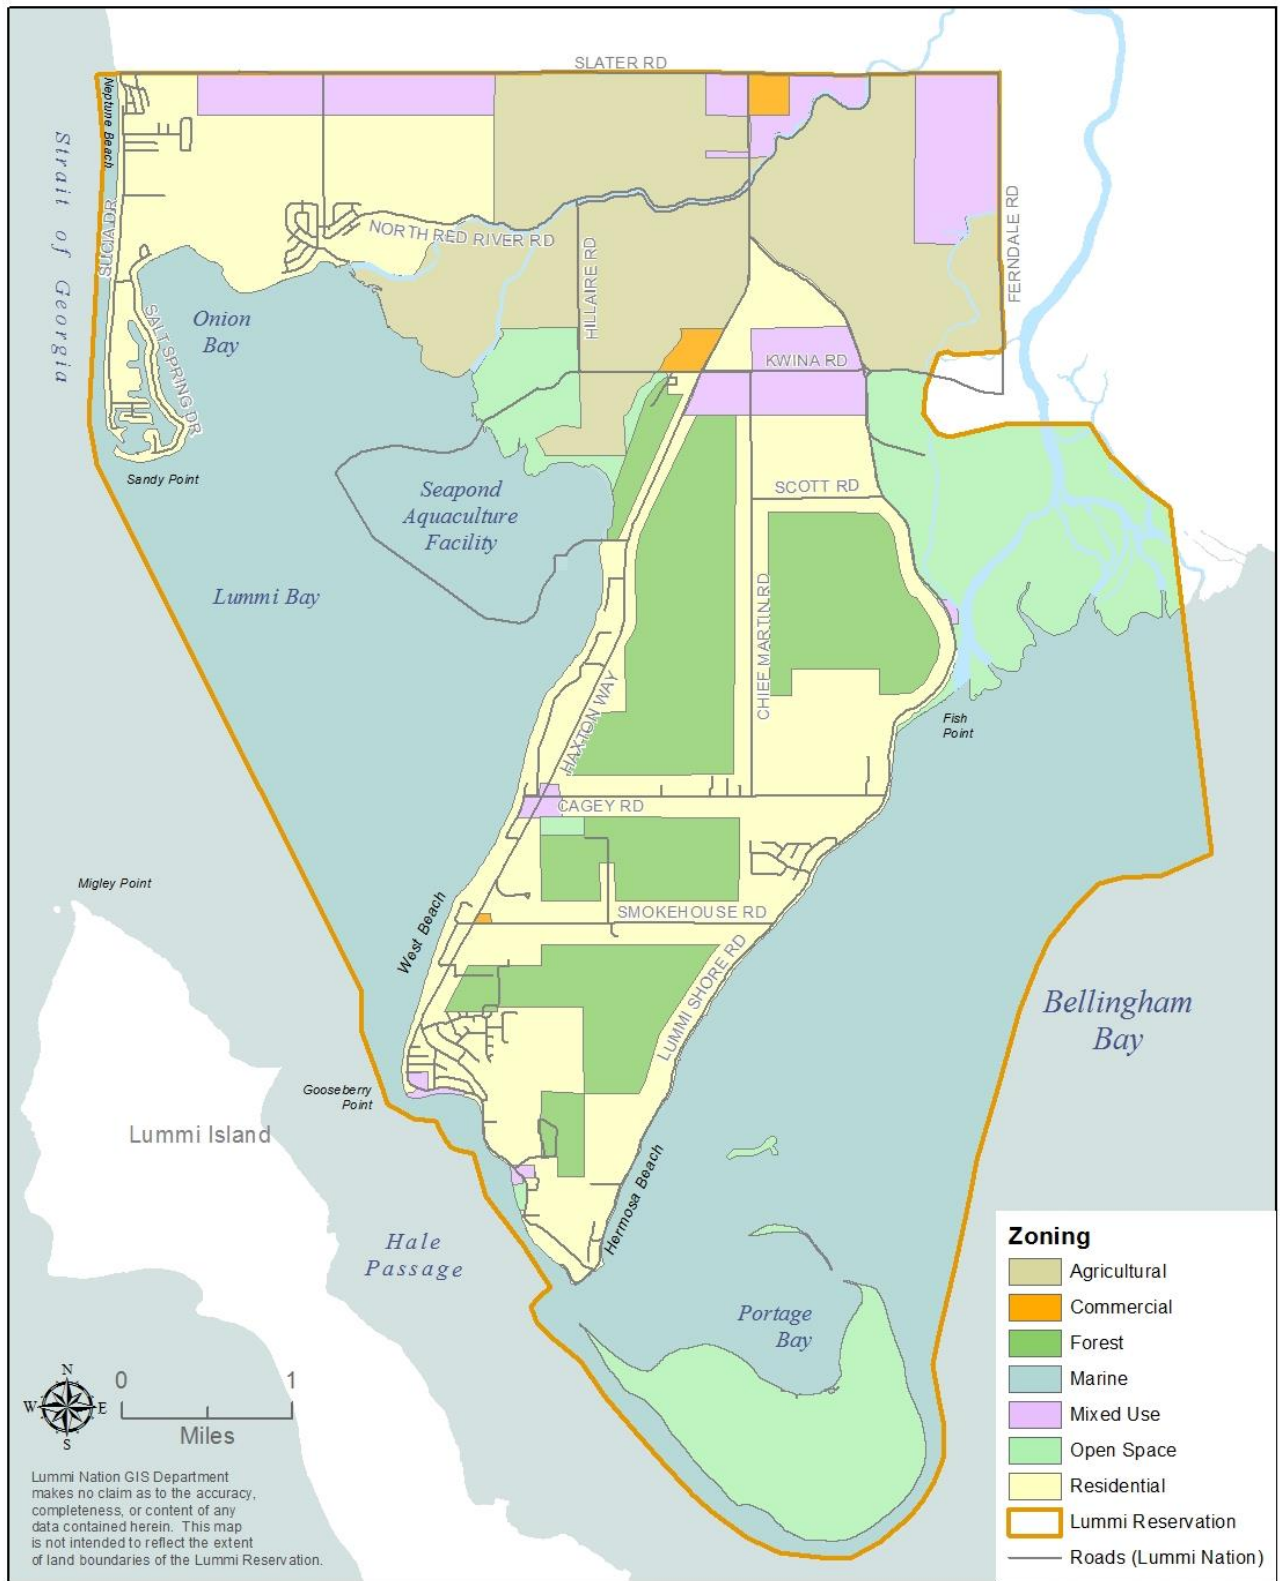 SLATER RD
Neptune Beach
Strait of Georgia
SUCIA DR
NORTH RED RIVER RD
HILLAIRE RD
FERNDALE RD
SALT SPRING DR
Onion
Bay
KWINA RD
Sandy Point
Seapond
Aquaculture
Facility
SCOTT RD
Lummi Bay
CHIEF MARTIN RD
HAXTON WAY
Fish
Point
CAGEY RD
Migley Point
West Beach
SMOKEHOUSE RD
LUMMI SHORE RD
Bellingham
Bay
Gooseberry
Point
Lummi Island
Hermosa Beach
Hale
Passage
Portage
Bay
N
W E
S
0 1
Miles
Lummi Nation GIS Department
makes no claim as to the accuracy,
completeness, or content of any
data contained herein. This map
is not intended to reflect the extent
of land boundaries of the Lummi Reservation.
Zoning
Agricultural
Commercial
Forest
Marine
Mixed Use
Open Space
Residential
Lummi Reservation
Roads (Lummi Nation)